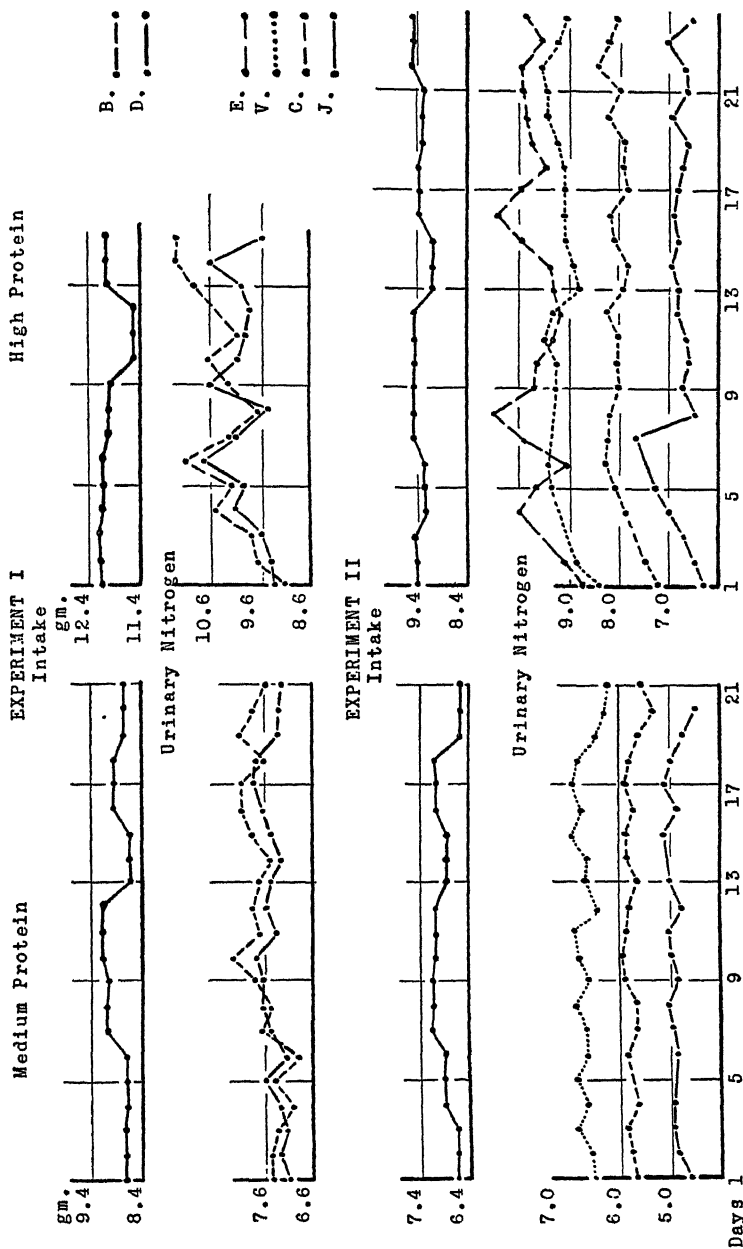 EXPERIMENT I
Medium Protein High Protein
Intake
gm. gm.
9.4 12.4
8.4 11.4
B.
D.
Urinary Nitrogen
10.6
7.6 9.6
6.6 8.6
E.
V.
C.
J.
EXPERIMENT II
Intake
7.4 9.4
6.4 8.4
Urinary Nitrogen Urinary Nitrogen
7.0 9.0
6.0 8.0
5.0 7.0
Days 1 5 9 13 17 21 1 5 9 13 17 21